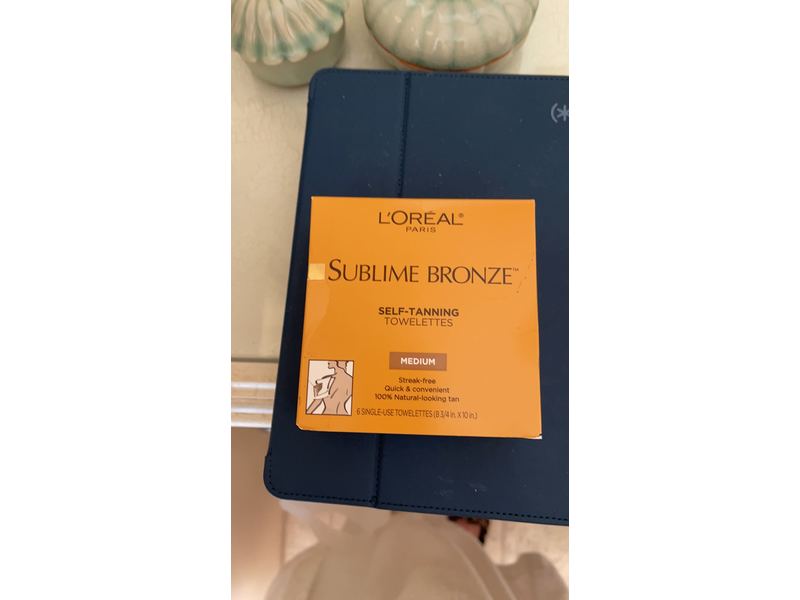 L'ORÉAL®
PARIS
SUBLIME BRONZE™
SELF-TANNING
TOWELETTES
MEDIUM
Streak-free
Quick & convenient
100% Natural-looking tan
6 SINGLE-USE TOWELETTES (8 3/4 in. X 10 in.)